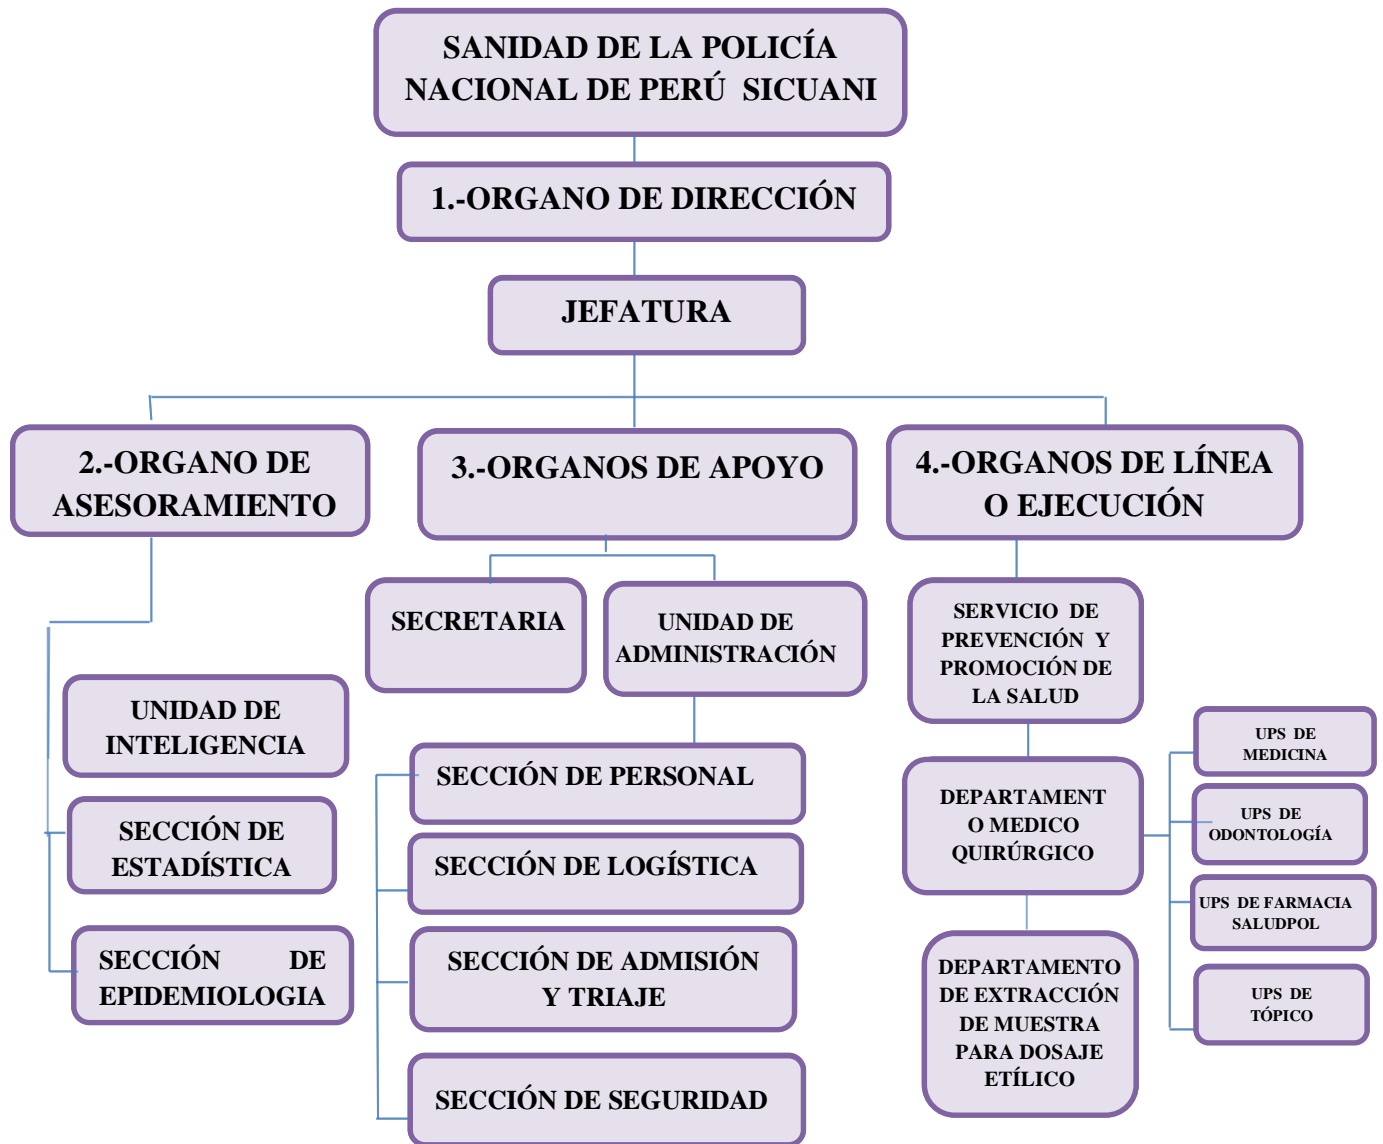 SANIDAD DE LA POLICÍA
NACIONAL DE PERÚ SICUANI
1.-ORGANO DE DIRECCIÓN
JEFATURA
2.-ORGANO DE
ASESORAMIENTO
UNIDAD DE
INTELIGENCIA
SECCIÓN DE
ESTADÍSTICA
SECCIÓN DE
EPIDEMIOLOGIA
3.-ORGANOS DE APOYO
SECRETARIA
UNIDAD DE
ADMINISTRACIÓN
SECCIÓN DE PERSONAL
SECCIÓN DE LOGÍSTICA
SECCIÓN DE ADMISIÓN
Y TRIAJE
SECCIÓN DE SEGURIDAD
4.-ORGANOS DE LÍNEA
O EJECUCIÓN
SERVICIO DE
PREVENCIÓN Y
PROMOCIÓN DE
LA SALUD
DEPARTAMENT
O MEDICO
QUIRÚRGICO
UPS DE
MEDICINA
UPS DE
ODONTOLOGÍA
UPS DE FARMACIA
SALUDPOL
UPS DE
TÓPICO
DEPARTAMENTO
DE EXTRACCIÓN
DE MUESTRA
PARA DOSAJE
ETÍLICO